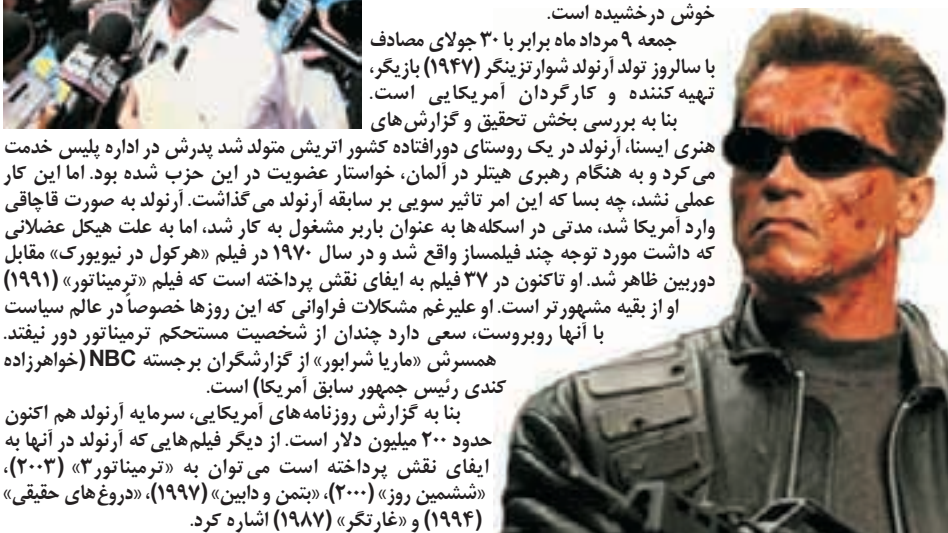 خوش درخشیده است.
جمعه ۹ مرداد ماه برابر با ۳۰ جولای مصادف
با سالروز تولد آرنولد شوارتزینگر (۱۹۴۷) بازیگر،
تهیه کننده و کارگردان آمریکایی است.
بنا به بررسی بخش تحقیق و گزارش‌های
هنری ایسنا، آرنولد در یک روستای دورافتاده کشور اتریش متولد شد پدرش در اداره پلیس خدمت
می‌کرد و به هنگام رهبری هیتلر در آلمان، خواستار عضویت در این حزب شده بود. اما این کار
عملی نشد، چه بسا که این امر تاثیر سویی بر سابقه آرنولد می‌گذاشت. آرنولد به صورت قاچاقی
وارد آمریکا شد، مدتی در اسکله‌ها به عنوان باربر مشغول به کار شد، اما به علت هیکل عضلانی
که داشت مورد توجه چند فیلمساز واقع شد و در سال ۱۹۷۰ در فیلم «هرکول در نیویورک» مقابل
دوربین ظاهر شد. او تاکنون در ۳۷ فیلم به ایفای نقش پرداخته است که فیلم «ترمیناتور» (۱۹۹۱)
او از بقیه مشهورتر است. او علیرغم مشکلات فراوانی که این روزها خصوصاً در عالم سیاست
با آنها روبروست، سعی دارد چندان از شخصیت مستحکم ترمیناتور دور نیفتد.
همسرش «ماریا شرایور» از گزارشگران برجسته NBC (خواهرزاده
کندی رئیس جمهور سابق آمریکا) است.
بنا به گزارش روزنامه‌های آمریکایی، سرمایه آرنولد هم اکنون
حدود ۲۰۰ میلیون دلار است. از دیگر فیلم‌هایی که آرنولد در آنها به
ایفای نقش پرداخته است می‌توان به «ترمیناتور۳» (۲۰۰۳)،
«ششمین روز» (۲۰۰۰)، «بتمن و دابین» (۱۹۹۷)، «دروغ‌های حقیقی»
(۱۹۹۴) و «غارتگر» (۱۹۸۷) اشاره کرد.